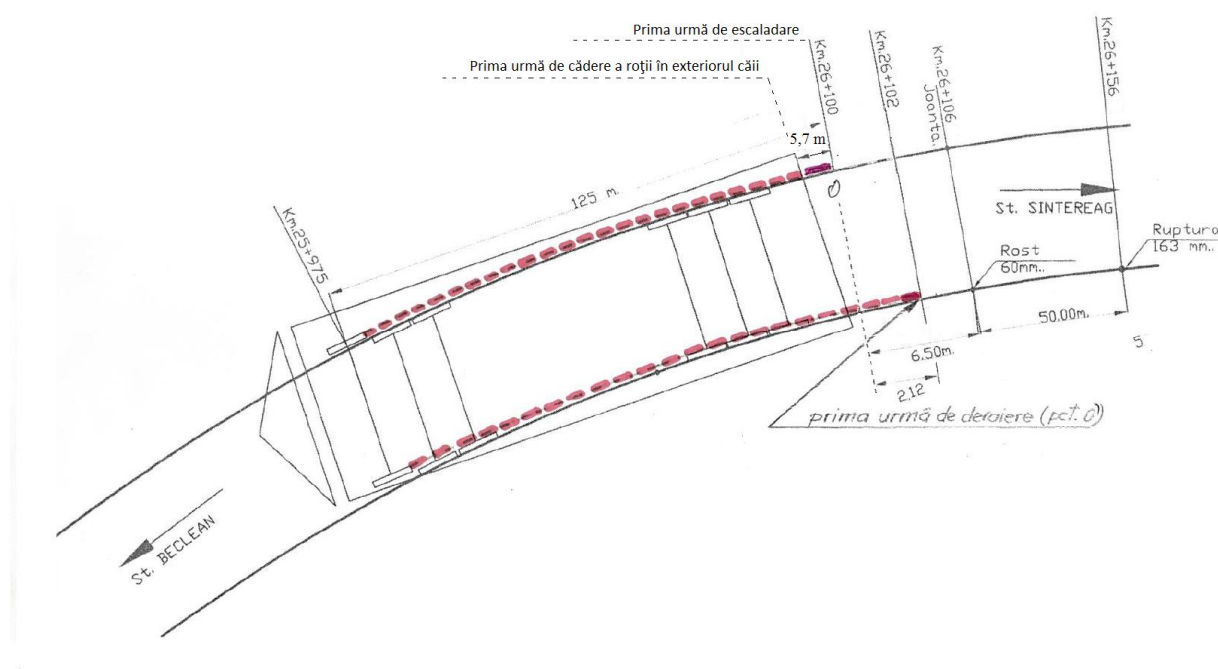 Prima urmă de escaladare
Prima urmă de cădere a roţii în exteriorul căii
Km.26+100
Km.26+102
Km.26+106
Joanta.
Km.26+156
5,7 m
125 m.
Km.25+975
St. SINTEREAG
Ruptura
163 mm..
Rost
60mm..
50.00m.
6.50m.
2,12
5
O
prima urmă de deraiere (pct. 0')
St. BECLEAN